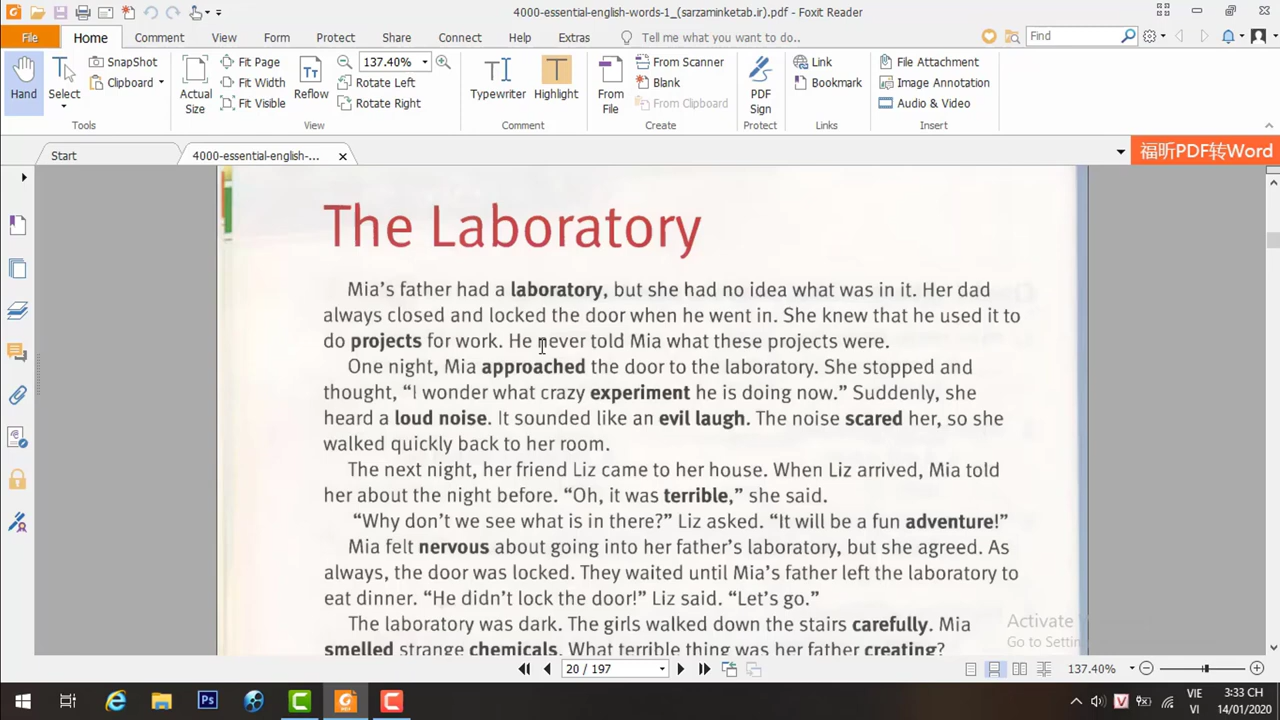 4000-essential-english-words-1_(sarzaminketab.ir).pdf - Foxit Reader
File Home Comment View Form Protect Share Connect Help Extras Tell me what you want to do.. Find
Hand Select SnapShot Clipboard
Actual Size Fit Page Fit Width Fit Visible Reflow 137.40% Rotate Left Rotate Right
Typewriter Highlight
From File From Scanner Blank From Clipboard
PDF Sign
Link Bookmark
File Attachment Image Annotation Audio & Video
Tools View Comment Create Protect Links Insert
Start 4000-essential-english-... 福昕PDF转Word
The Laboratory
Mia's father had a laboratory, but she had no idea what was in it. Her dad
always closed and locked the door when he went in. She knew that he used it to
do projects for work. He never told Mia what these projects were.
One night, Mia approached the door to the laboratory. She stopped and
thought, “I wonder what crazy experiment he is doing now.” Suddenly, she
heard a loud noise. It sounded like an evil laugh. The noise scared her, so she
walked quickly back to her room.
The next night, her friend Liz came to her house. When Liz arrived, Mia told
her about the night before. “Oh, it was terrible,” she said.
“Why don't we see what is in there?” Liz asked. “It will be a fun adventure!”
Mia felt nervous about going into her father's laboratory, but she agreed. As
always, the door was locked. They waited until Mia's father left the laboratory to
eat dinner. “He didn't lock the door!” Liz said. “Let's go.”
The laboratory was dark. The girls walked down the stairs carefully. Mia
smelled strange chemicals. What terrible thing was her father creating?
Activate
Go to Settin
20 / 197 137.40%
Ps V VIE 3:33 CH
VI 14/01/2020